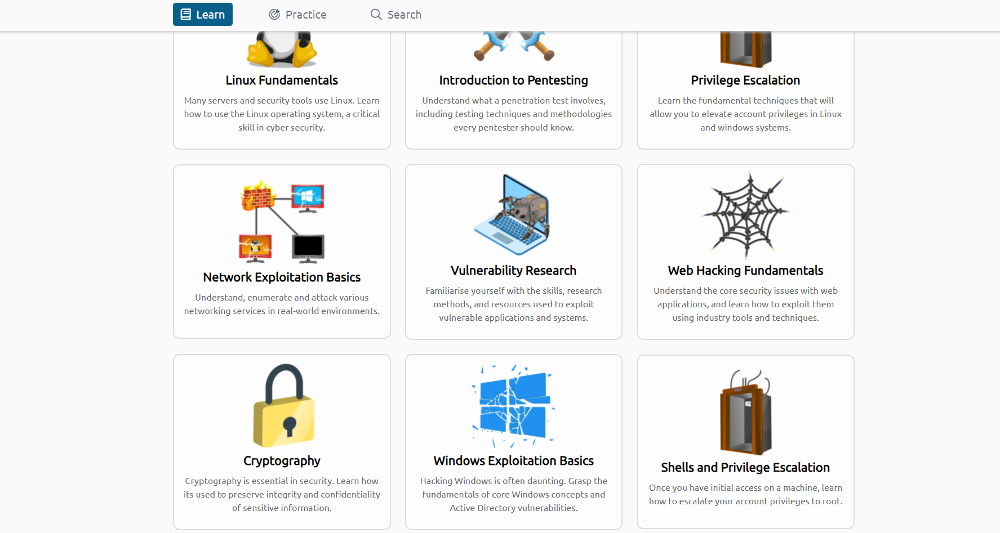 Learn
Practice
Search
Linux Fundamentals
Many servers and security tools use Linux. Learn
how to use the Linux operating system, a critical
skill in cyber security.
Introduction to Pentesting
Understand what a penetration test involves,
including testing techniques and methodologies
every pentester should know.
Privilege Escalation
Learn the fundamental techniques that will
allow you to elevate account privileges in Linux
and windows systems.
Network Exploitation Basics
Understand, enumerate and attack various
networking services in real-world environments.
Vulnerability Research
Familiarise yourself with the skills, research
methods, and resources used to exploit
vulnerable applications and systems.
Web Hacking Fundamentals
Understand the core security issues with web
applications, and learn how to exploit them
using industry tools and techniques.
Cryptography
Cryptography is essential in security. Learn how
its used to preserve integrity and confidentiality
of sensitive information.
Windows Exploitation Basics
Hacking Windows is often daunting. Grasp the
fundamentals of core Windows concepts and
Active Directory vulnerabilities.
Shells and Privilege Escalation
Once you have initial access on a machine, learn
how to escalate your account privileges to root.